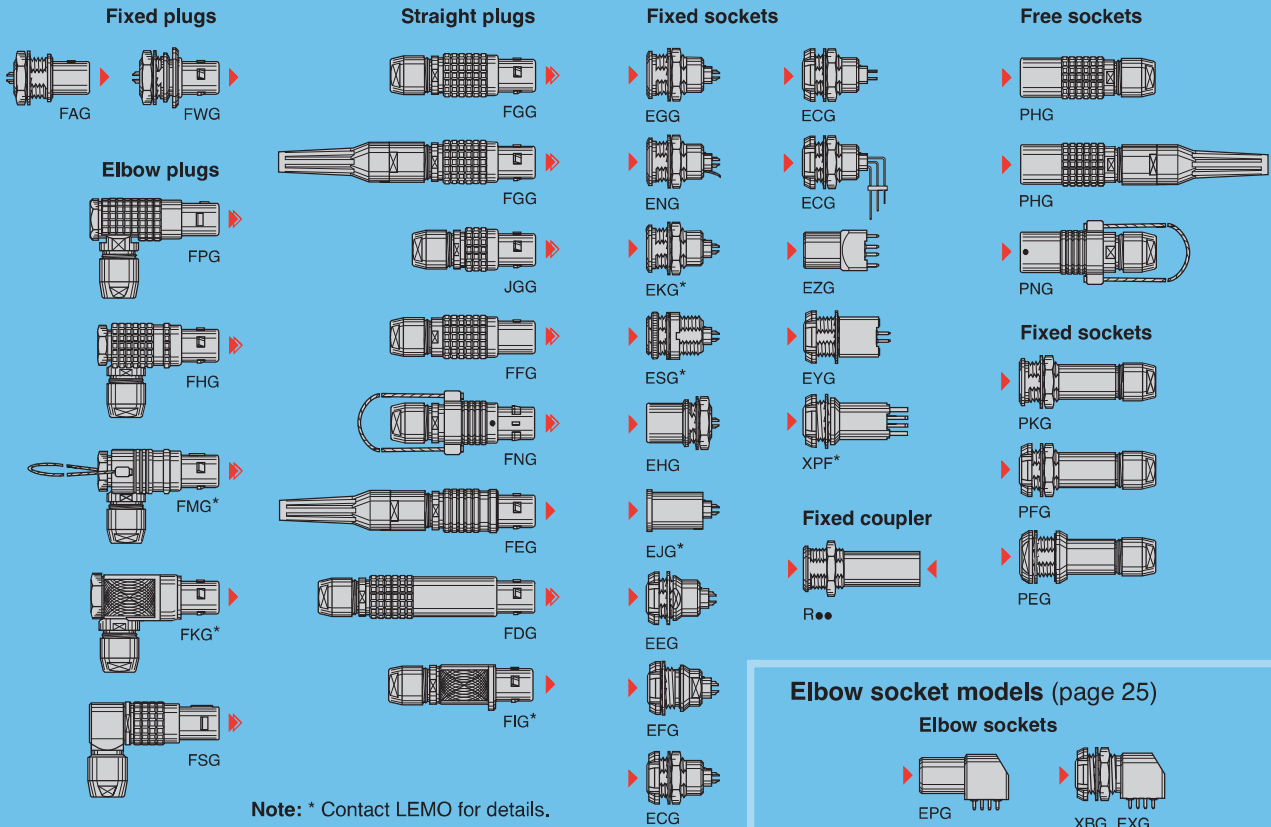 Fixed plugs
FAG
FWG
Elbow plugs
FPG
FHG
FMG*
FKG*
FSG
Straight plugs
FGG
FGG
JGG
FFG
FNG
FEG
FDG
FIG*
Note: * Contact LEMO for details.
Fixed sockets
EGG
ENG
EKG*
ESG*
EHG
EJG*
EEG
EFG
ECG
ECG
ECG
EZG
EYG
XPF*
Fixed coupler
R●●
Free sockets
PHG
PHG
PNG
Fixed sockets
PKG
PFG
PEG
Elbow socket models (page 25)
Elbow sockets
EPG
XBG EXG